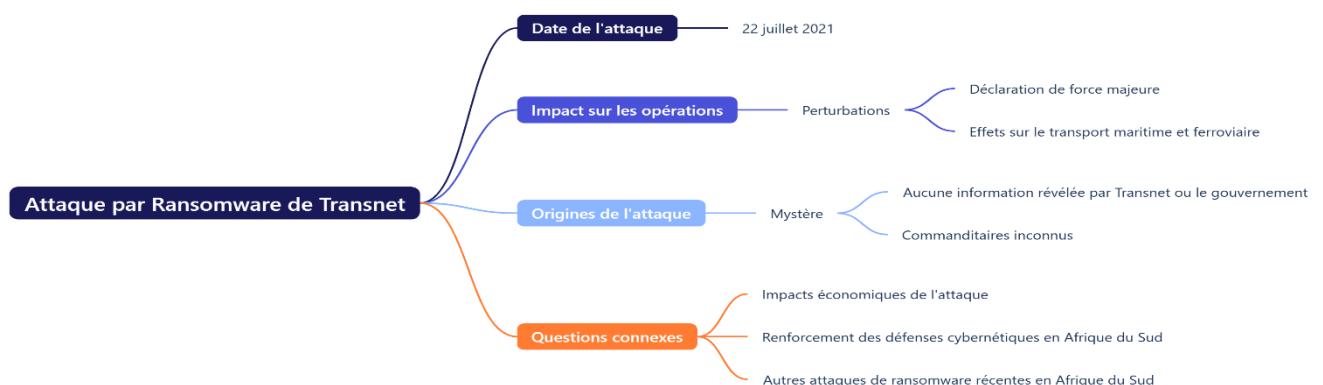 Attaque par Ransomware de Transnet
Date de l'attaque
22 juillet 2021
Impact sur les opérations
Perturbations
Déclaration de force majeure
Effets sur le transport maritime et ferroviaire
Origines de l'attaque
Mystère
Aucune information révélée par Transnet ou le gouvernement
Commanditaires inconnus
Questions connexes
Impacts économiques de l'attaque
Renforcement des défenses cybernétiques en Afrique du Sud
Autres attaques de ransomware récentes en Afrique du Sud